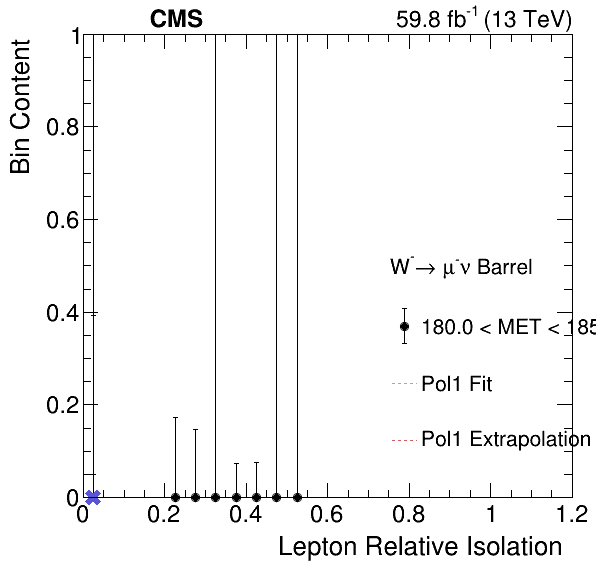 CMS
59.8 fb-1 (13 TeV)
Bin Content
1
0.8
0.6
0.4
0.2
0
W-→ μ-ν Barrel
180.0 < MET < 185
Pol1 Fit
Pol1 Extrapolation
0 0.2 0.4 0.6 0.8 1 1.2
Lepton Relative Isolation